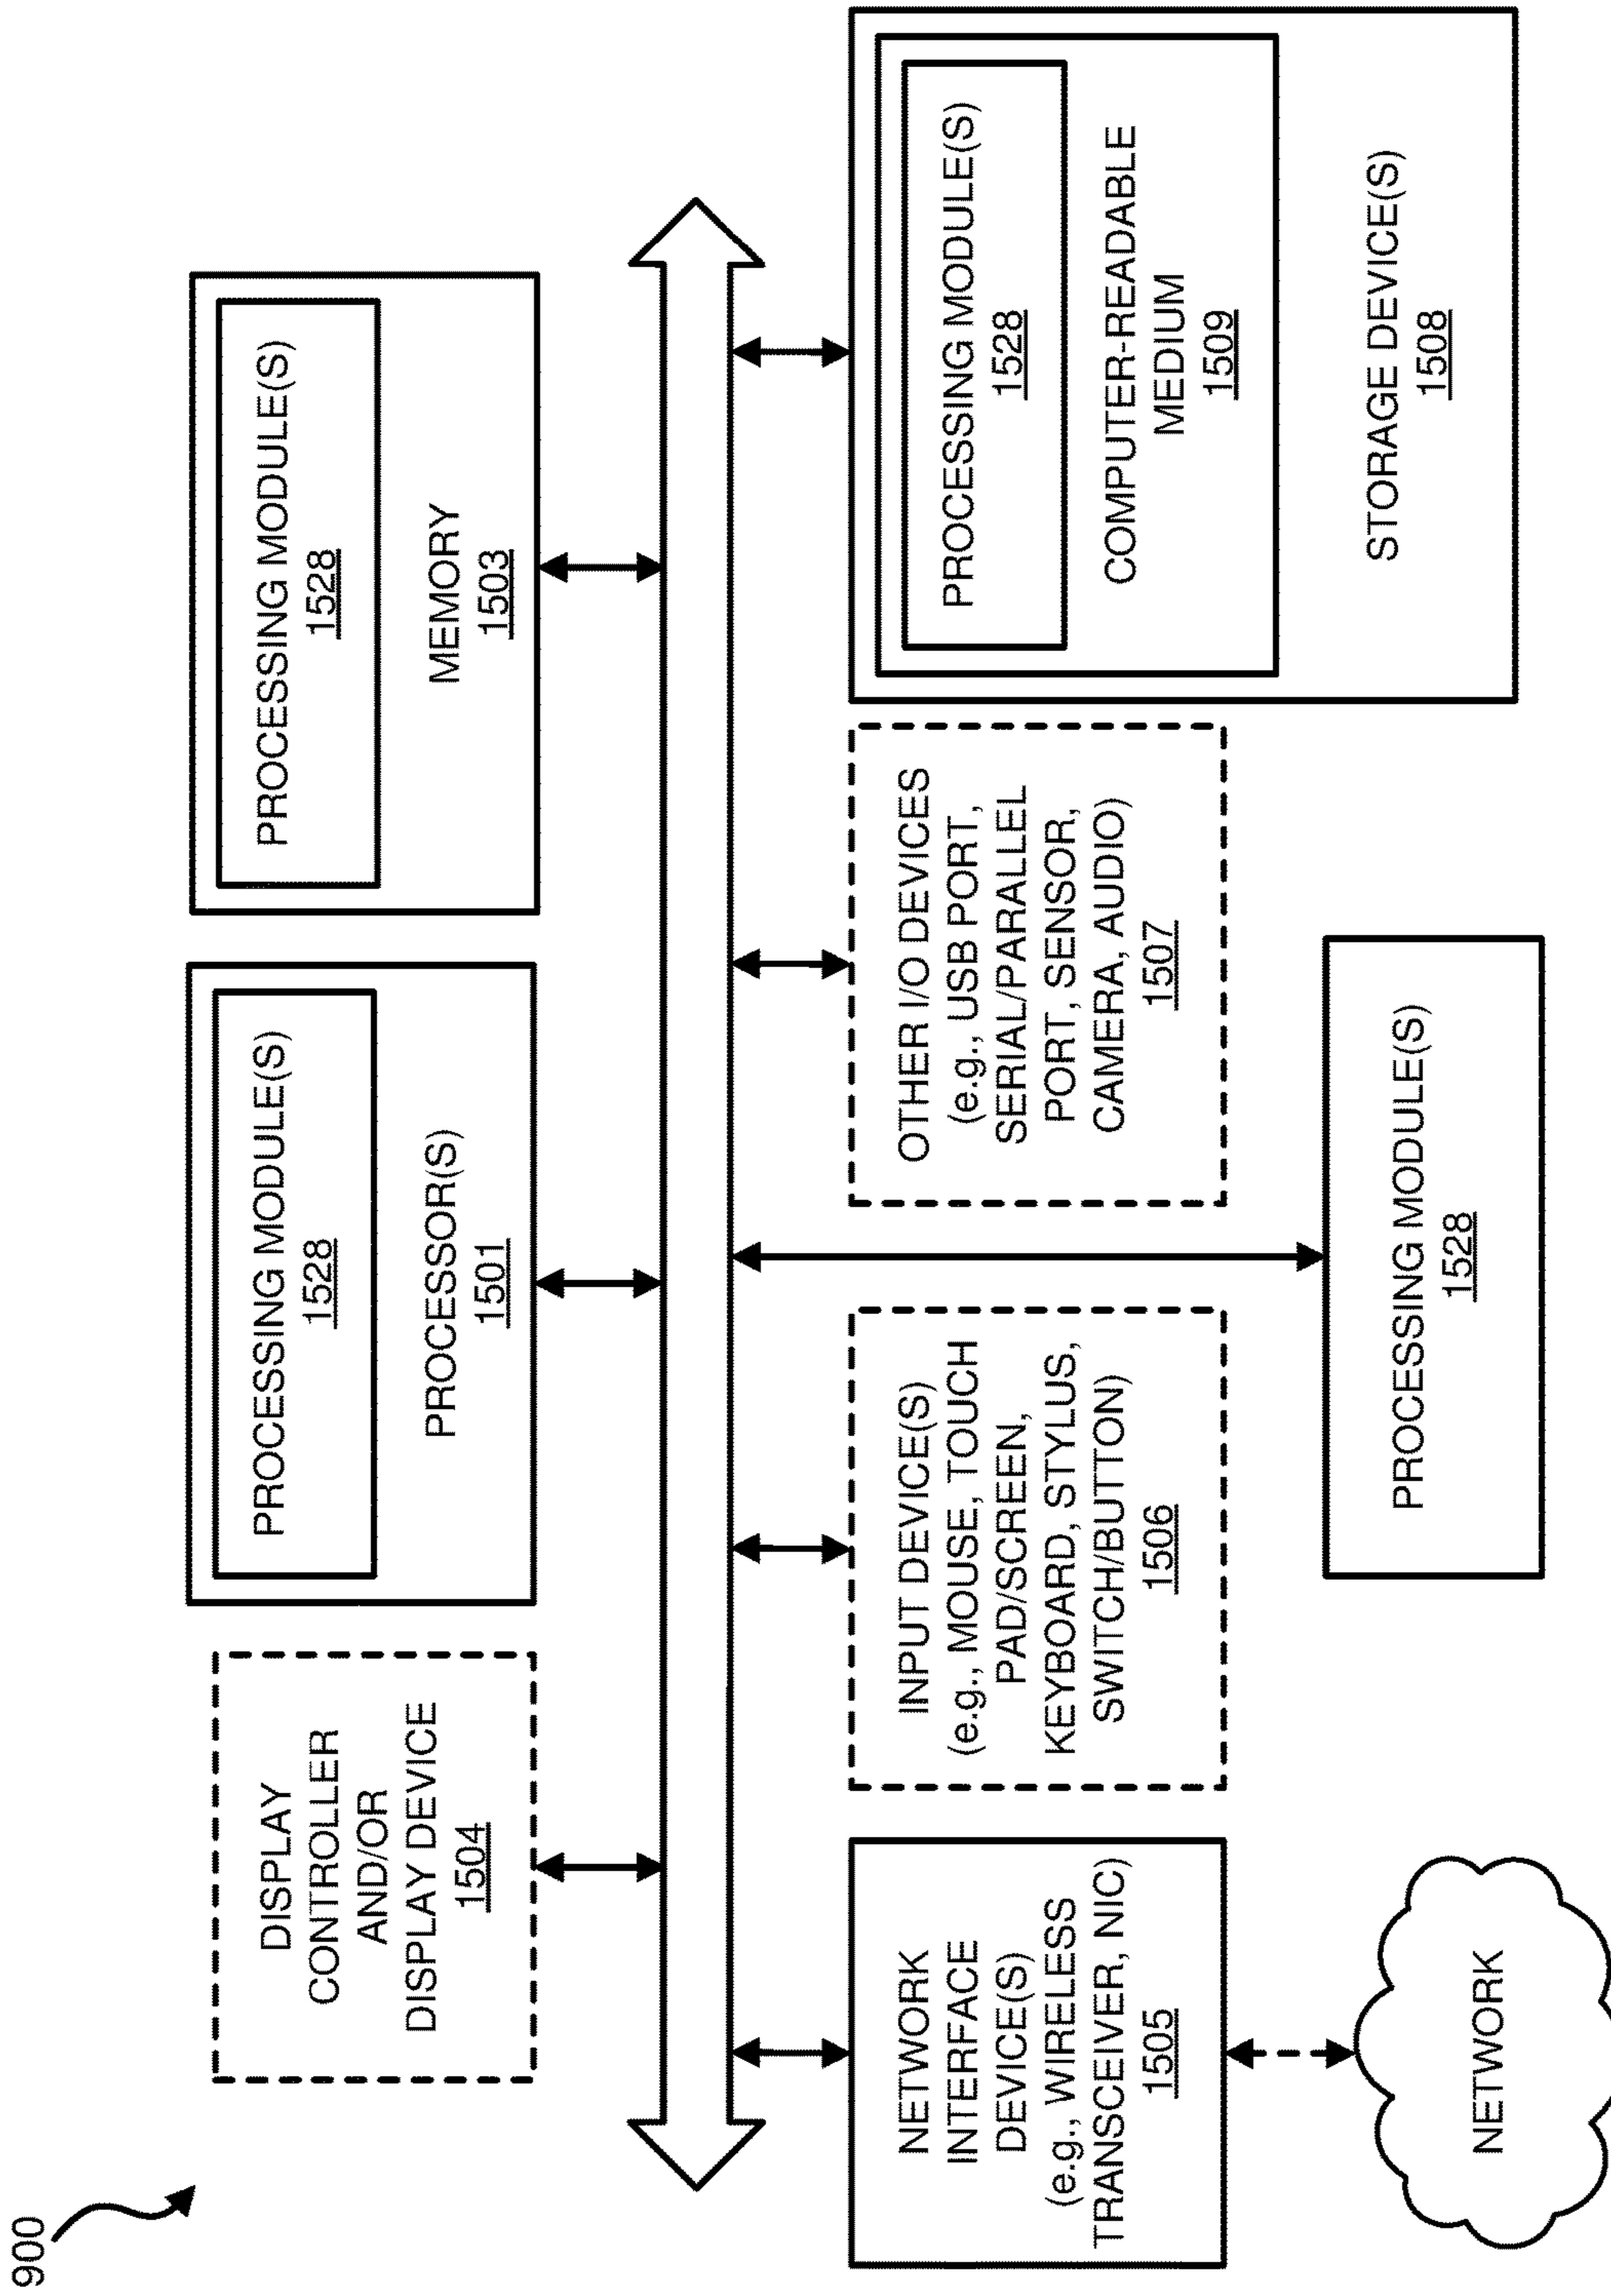 900
DISPLAY
CONTROLLER
AND/OR
DISPLAY DEVICE
1504
PROCESSING MODULE(S)
1528
PROCESSOR(S)
1501
PROCESSING MODULE(S)
1528
MEMORY
1503
NETWORK
INTERFACE
DEVICE(S)
(e.g., WIRELESS
TRANSCEIVER, NIC)
1505
INPUT DEVICE(S)
(e.g., MOUSE, TOUCH
PAD/SCREEN,
KEYBOARD, STYLUS,
SWITCH/BUTTON)
1506
OTHER I/O DEVICES
(e.g., USB PORT,
SERIAL/PARALLEL
PORT, SENSOR,
CAMERA, AUDIO)
1507
PROCESSING MODULE(S)
1528
COMPUTER-READABLE
MEDIUM
1509
STORAGE DEVICE(S)
1508
NETWORK
PROCESSING MODULE(S)
1528